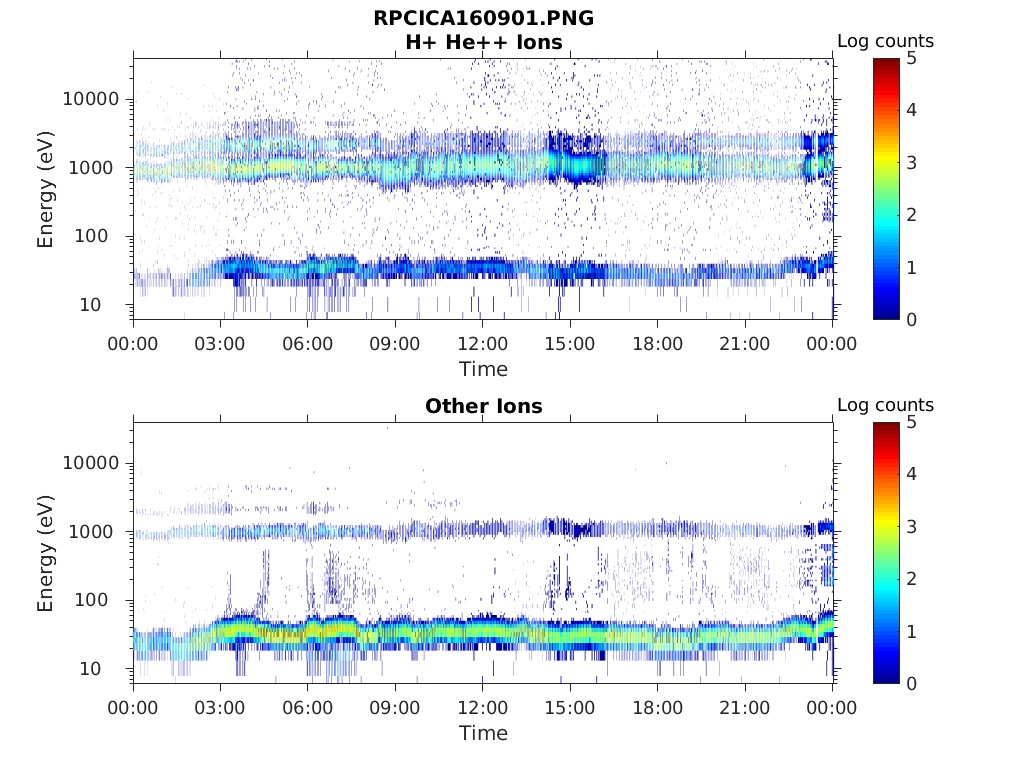 RPCICA160901.PNG
H+ He++ Ions
Log counts
Energy (eV)
10000
1000
100
10
00:00 03:00 06:00 09:00 12:00 15:00 18:00 21:00 00:00
Time
5
4
3
2
1
0
Other Ions
Log counts
Energy (eV)
10000
1000
100
10
00:00 03:00 06:00 09:00 12:00 15:00 18:00 21:00 00:00
Time
5
4
3
2
1
0